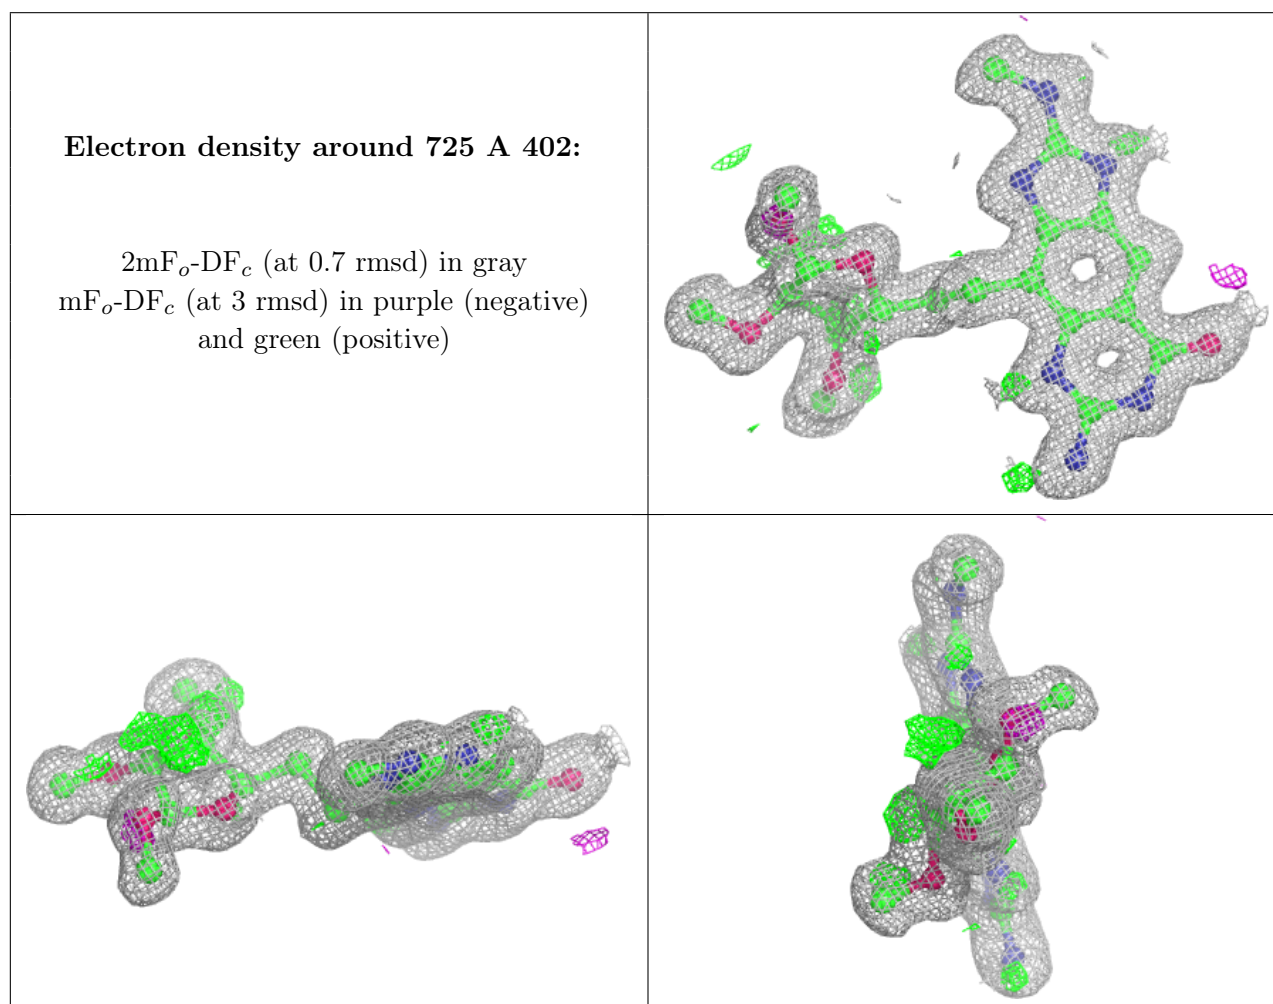 Electron density around 725 A 402:
2mFo-DFc (at 0.7 rmsd) in gray
mFo-DFc (at 3 rmsd) in purple (negative)
and green (positive)